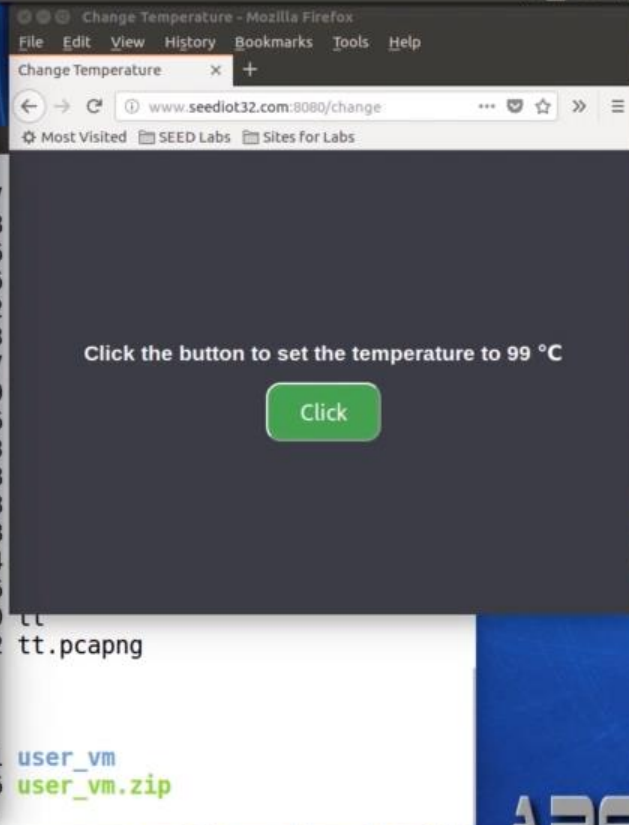 Change Temperature - Mozilla Firefox
File Edit View History Bookmarks Tools Help
Change Temperature × +
www.seediot32.com:8080/change
Most Visited SEED Labs Sites for Labs
Click the button to set the temperature to 99 °C
Click
tt
tt.pcapng
user_vm
user_vm.zip